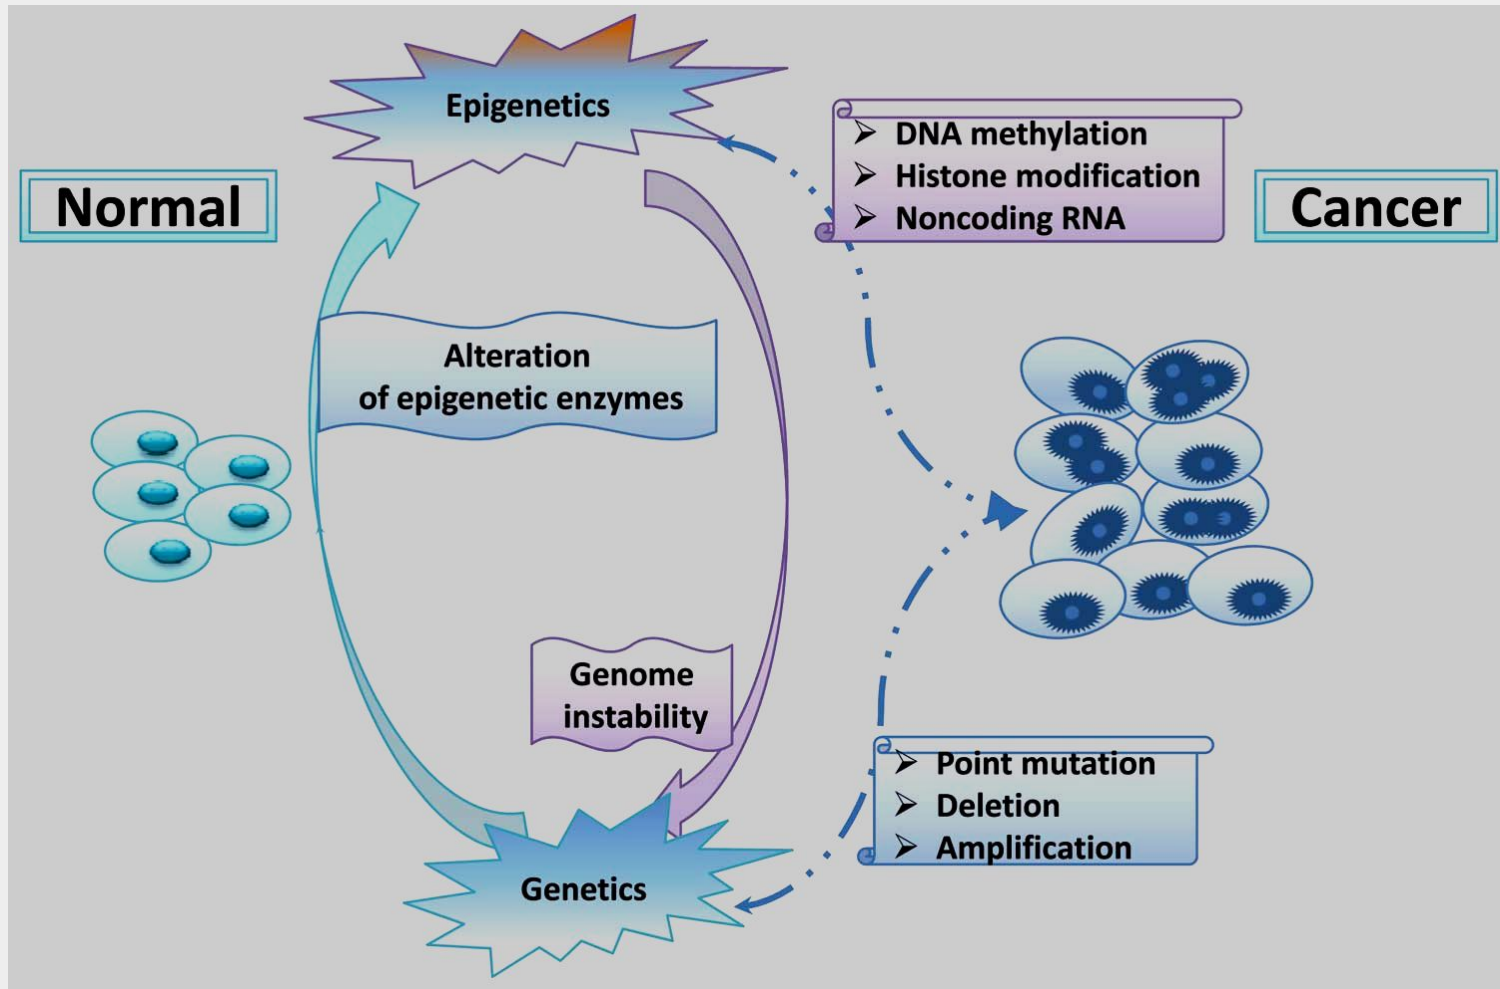 Epigenetics
DNA methylation
Histone modification
Noncoding RNA
Normal
Cancer
Alteration
of epigenetic enzymes
Genome
instability
Point mutation
Deletion
Amplification
Genetics